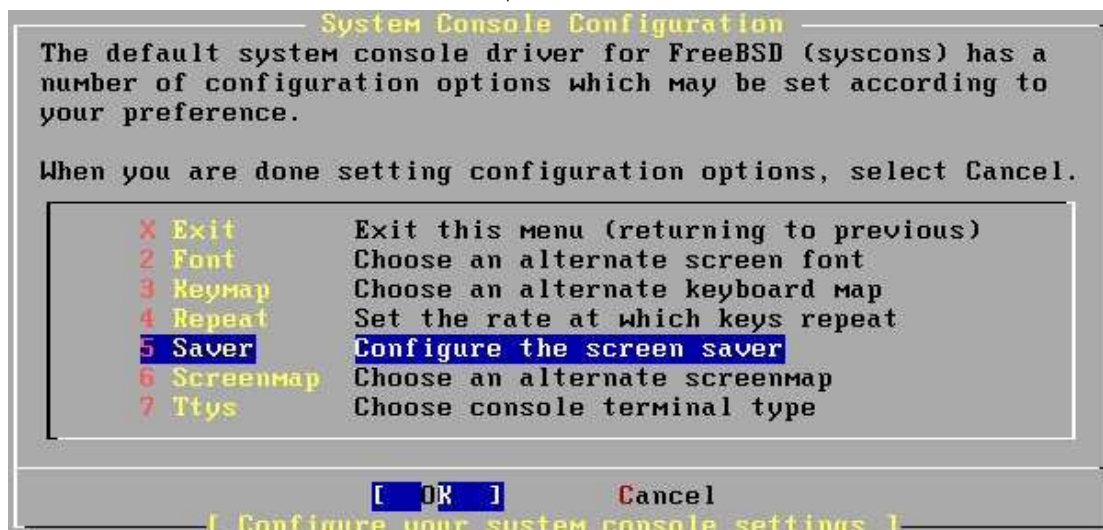 System Console Configuration
The default system console driver for FreeBSD (syscons) has a
number of configuration options which may be set according to
your preference.
When you are done setting configuration options, select Cancel.
X Exit Exit this menu (returning to previous)
2 Font Choose an alternate screen font
3 Keymap Choose an alternate keyboard map
4 Repeat Set the rate at which keys repeat
5 Saver Configure the screen saver
6 Screenmap Choose an alternate screenmap
7 Ttys Choose console terminal type
[ OK ] Cancel
[ Configure your system console settings ]